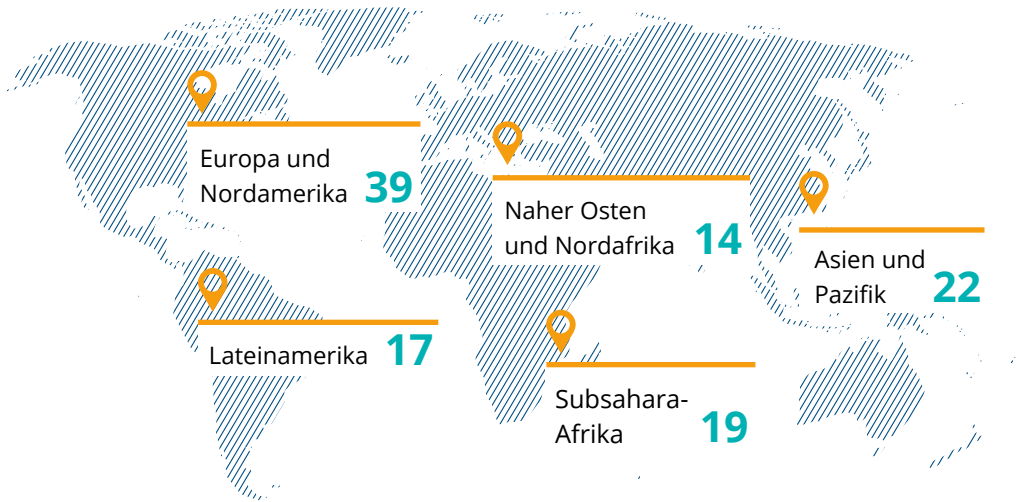 Europa und
Nordamerika 39
Naher Osten
und Nordafrika 14
Asien und
Pazifik 22
Lateinamerika 17
Subsahara-
Afrika 19